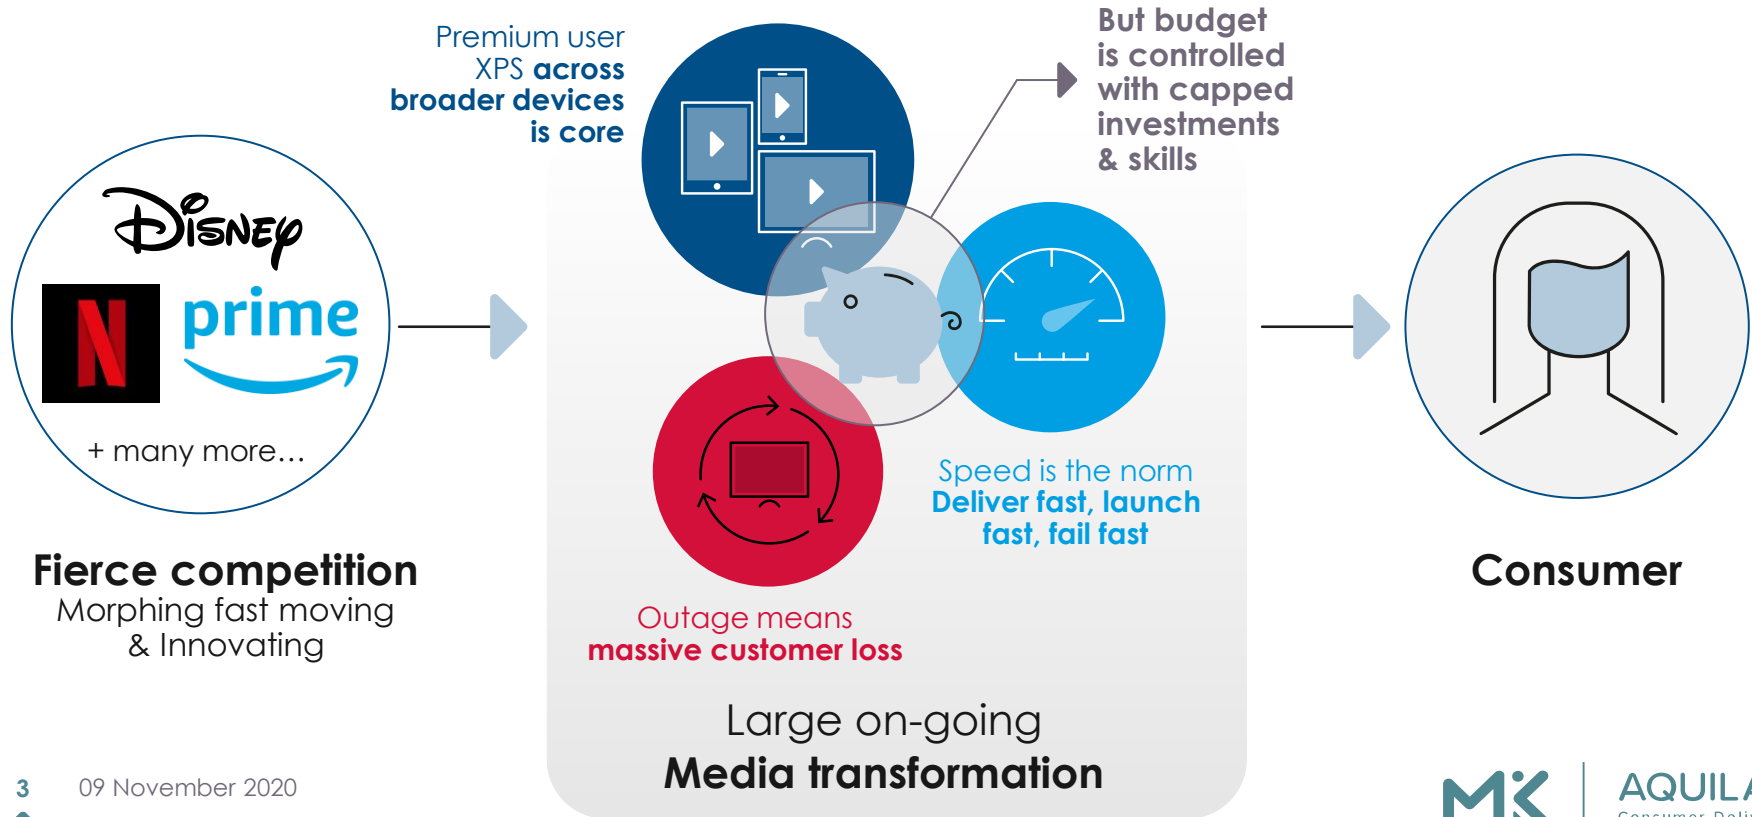 Premium user
XPS across
broader devices
is core
But budget
is controlled
with capped
investments
& skills
Disney
N
prime
+ many more...
Fierce competition
Morphing fast moving
& Innovating
Speed is the norm
Deliver fast, launch
fast, fail fast
Outage means
massive customer loss
Large on-going
Media transformation
Consumer
3
09 November 2020
MK